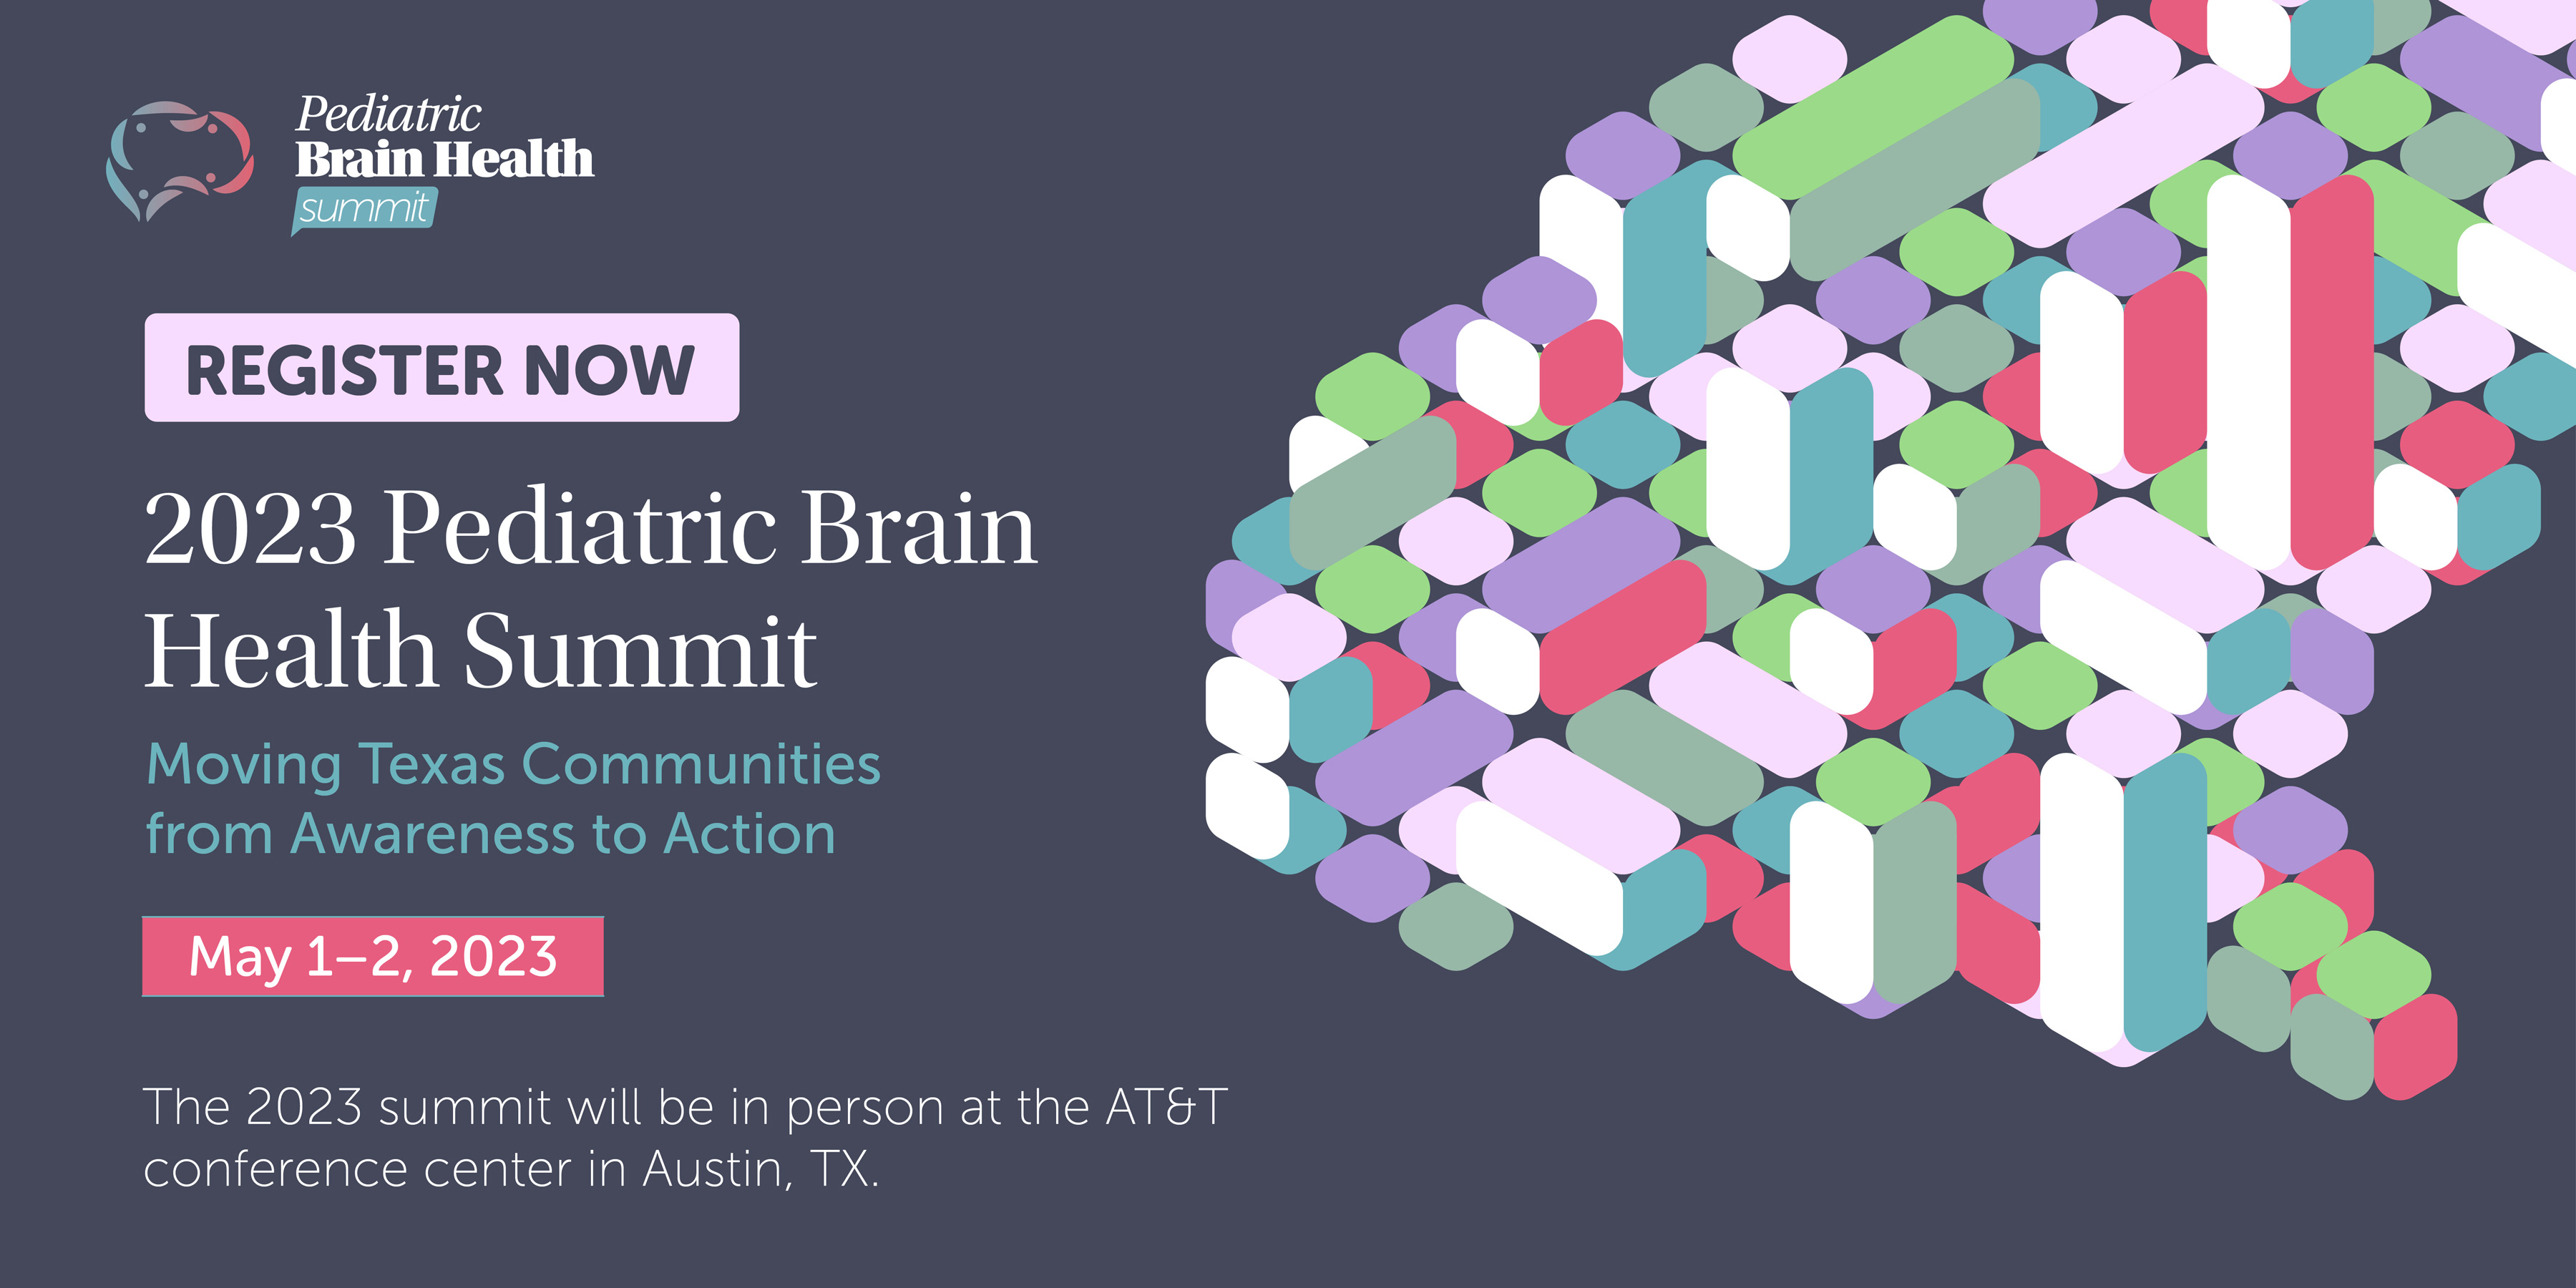 Pediatric
Brain Health
summit
REGISTER NOW
2023 Pediatric Brain
Health Summit
Moving Texas Communities
from Awareness to Action
May 1–2, 2023
The 2023 summit will be in person at the AT&T
conference center in Austin, TX.